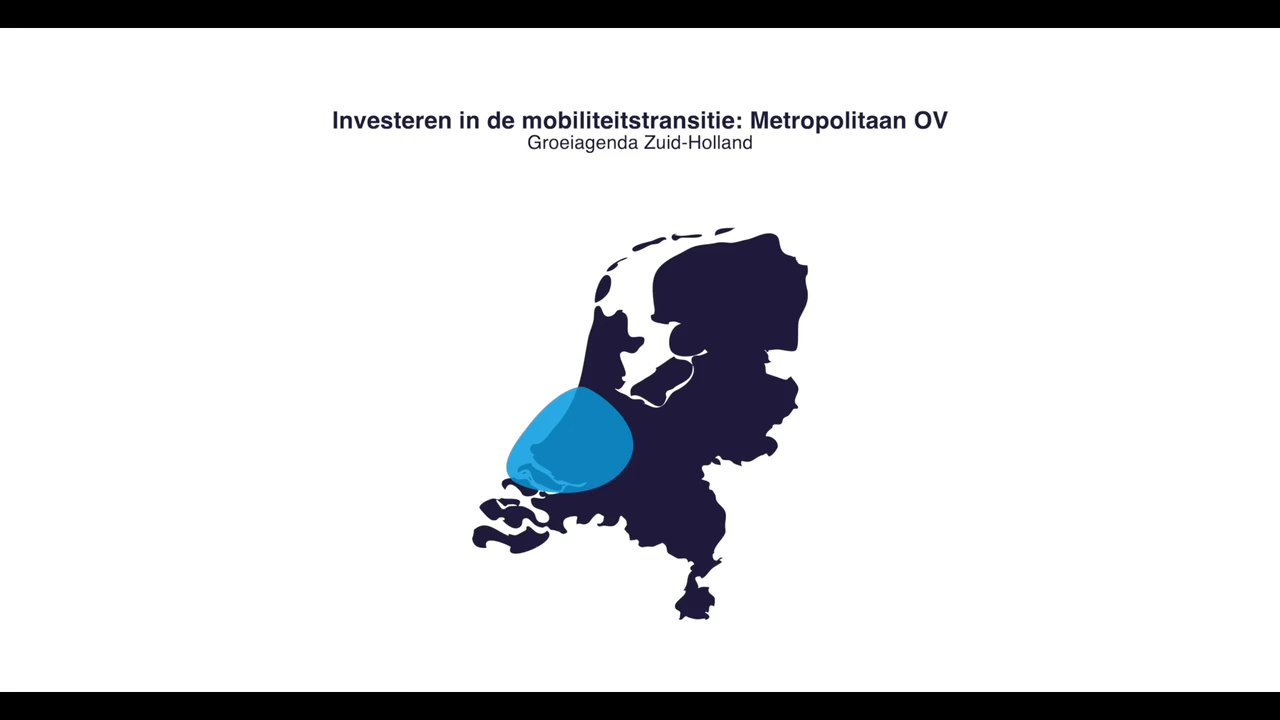 Investeren in de mobiliteitstransitie: Metropolitaan OV
Groeiagenda Zuid-Holland